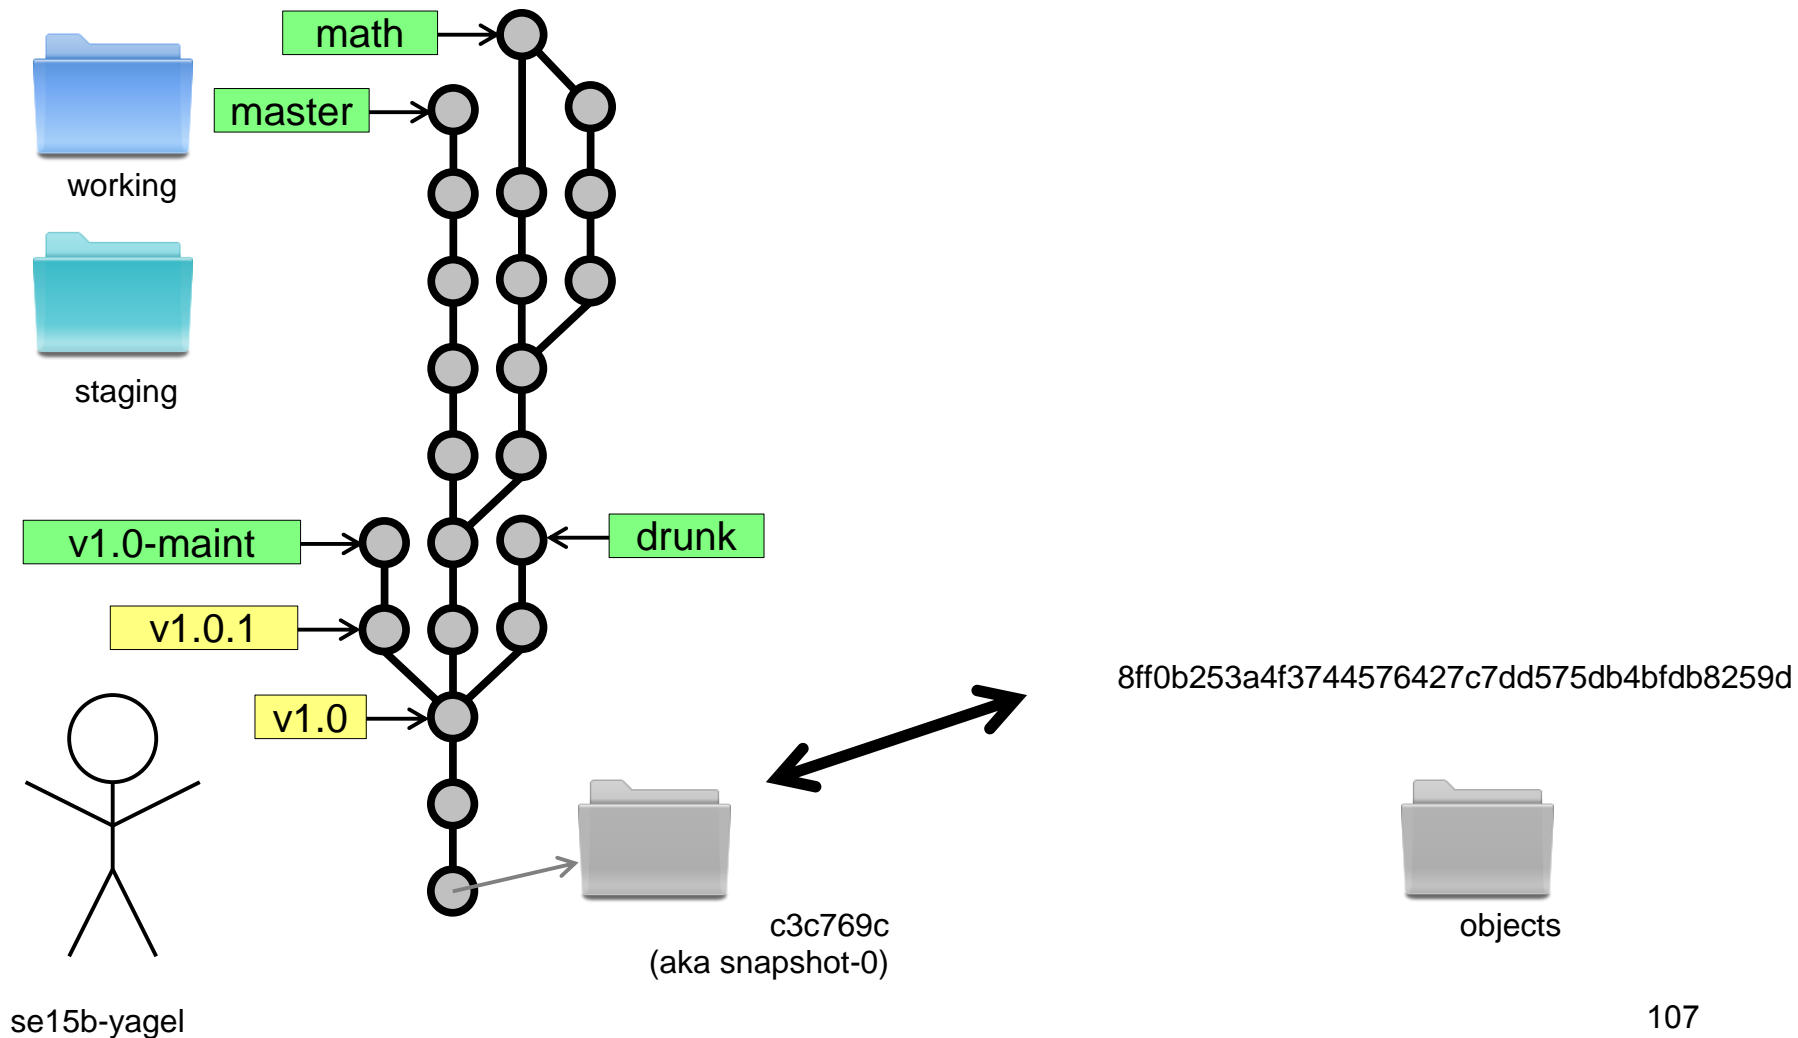 math
master
working
staging
v1.0-maint
drunk
v1.0.1
8ff0b253a4f3744576427c7dd575db4bfdb8259d
v1.0
c3c769c
(aka snapshot-0)
objects
se15b-yagel
107